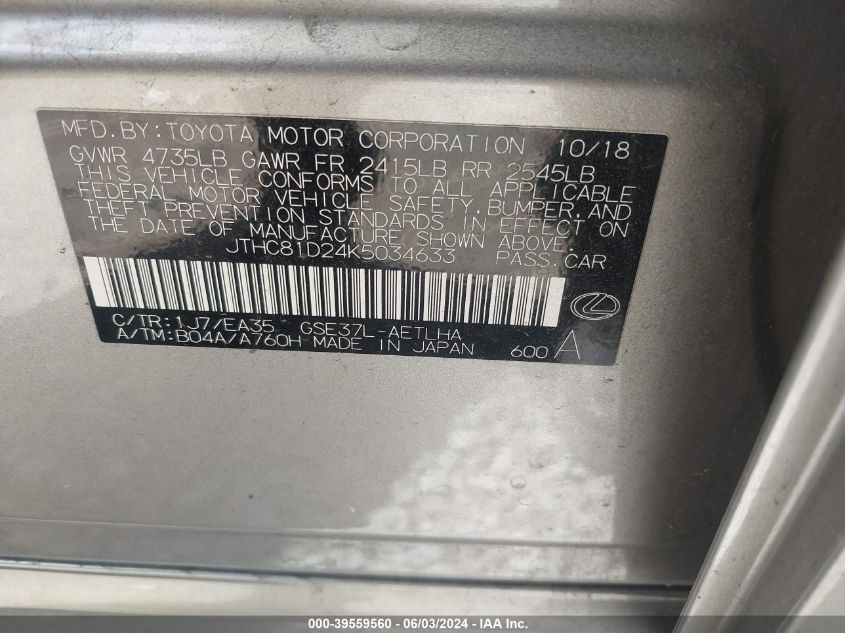 MFD.BY:TOYOTA MOTOR CORPORATION 10/18
GVWR 4735LB GAWR FR 2415LB RR 2545LB
THIS VEHICLE CONFORMS TO ALL APPLICABLE
FEDERAL MOTOR VEHICLE SAFETY,BUMPER,AND
THEFT PREVENTION STANDARDS IN EFFECT ON
THE DATE OF MANUFACTURE SHOWN ABOVE.
JTHC81D24K5034633 PASS.CAR
C/TR:1J7/EA35 GSE37L-AETLHA
A/TM:B04A/A760H MADE IN JAPAN 600 A
000-39559560 - 06/03/2024 - IAA Inc.